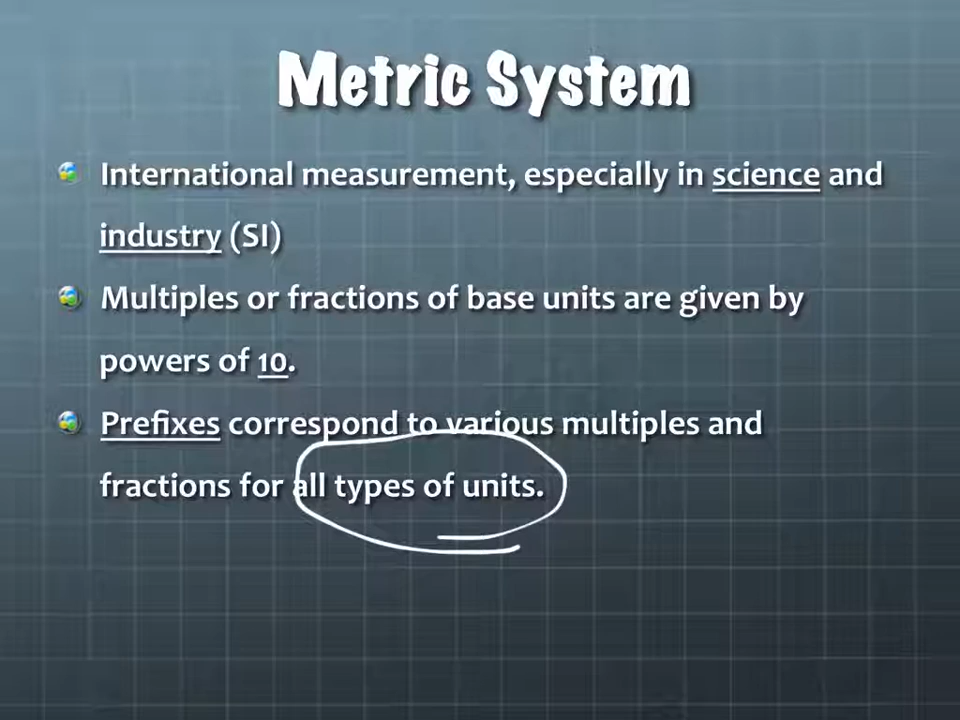 Metric System
International measurement, especially in science and
industry (SI)
Multiples or fractions of base units are given by
powers of 10.
Prefixes correspond to various multiples and
fractions for all types of units.